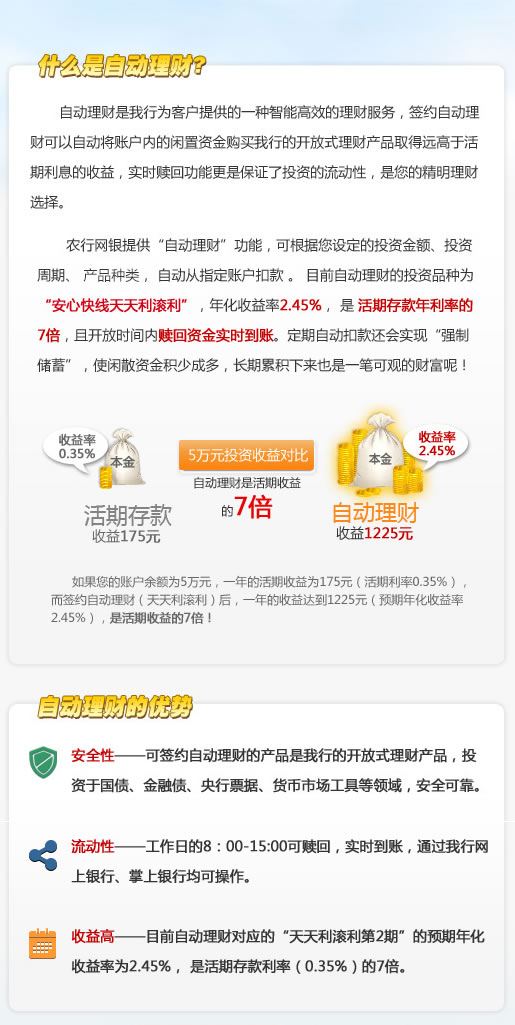 什么是自动理财?
自动理财是我行为客户提供的一种智能高效的理财服务，签约自动理
财可以自动将账户内的闲置资金购买我行的开放式理财产品取得远高于活
期利息的收益，实时赎回功能更是保证了投资的流动性，是您的精明理财
选择。
农行网银提供“自动理财”功能，可根据您设定的投资金额、投资
周期、 产品种类， 自动从指定账户扣款 。 目前自动理财的投资品种为
“安心快线天天利滚利”，年化收益率2.45%， 是 活期存款年利率的
7倍，且开放时间内赎回资金实时到账。定期自动扣款还会实现“强制
储蓄”，使闲散资金积少成多，长期累积下来也是一笔可观的财富呢！
收益率
0.35%
本金
5万元投资收益对比
自动理财是活期收益
的7倍
本金
收益率
2.45%
活期存款
收益175元
自动理财
收益1225元
如果您的账户余额为5万元，一年的活期收益为175元（活期利率0.35%），
而签约自动理财（天天利滚利）后，一年的收益达到1225元（预期年化收益率
2.45%），是活期收益的7倍！
自动理财的优势
安全性——可签约自动理财的产品是我行的开放式理财产品，投
资于国债、金融债、央行票据、货币市场工具等领域，安全可靠。
流动性——工作日的8：00-15:00可赎回，实时到账，通过我行网
上银行、掌上银行均可操作。
收益高——目前自动理财对应的“天天利滚利第2期”的预期年化
收益率为2.45%， 是活期存款利率（0.35%）的7倍。